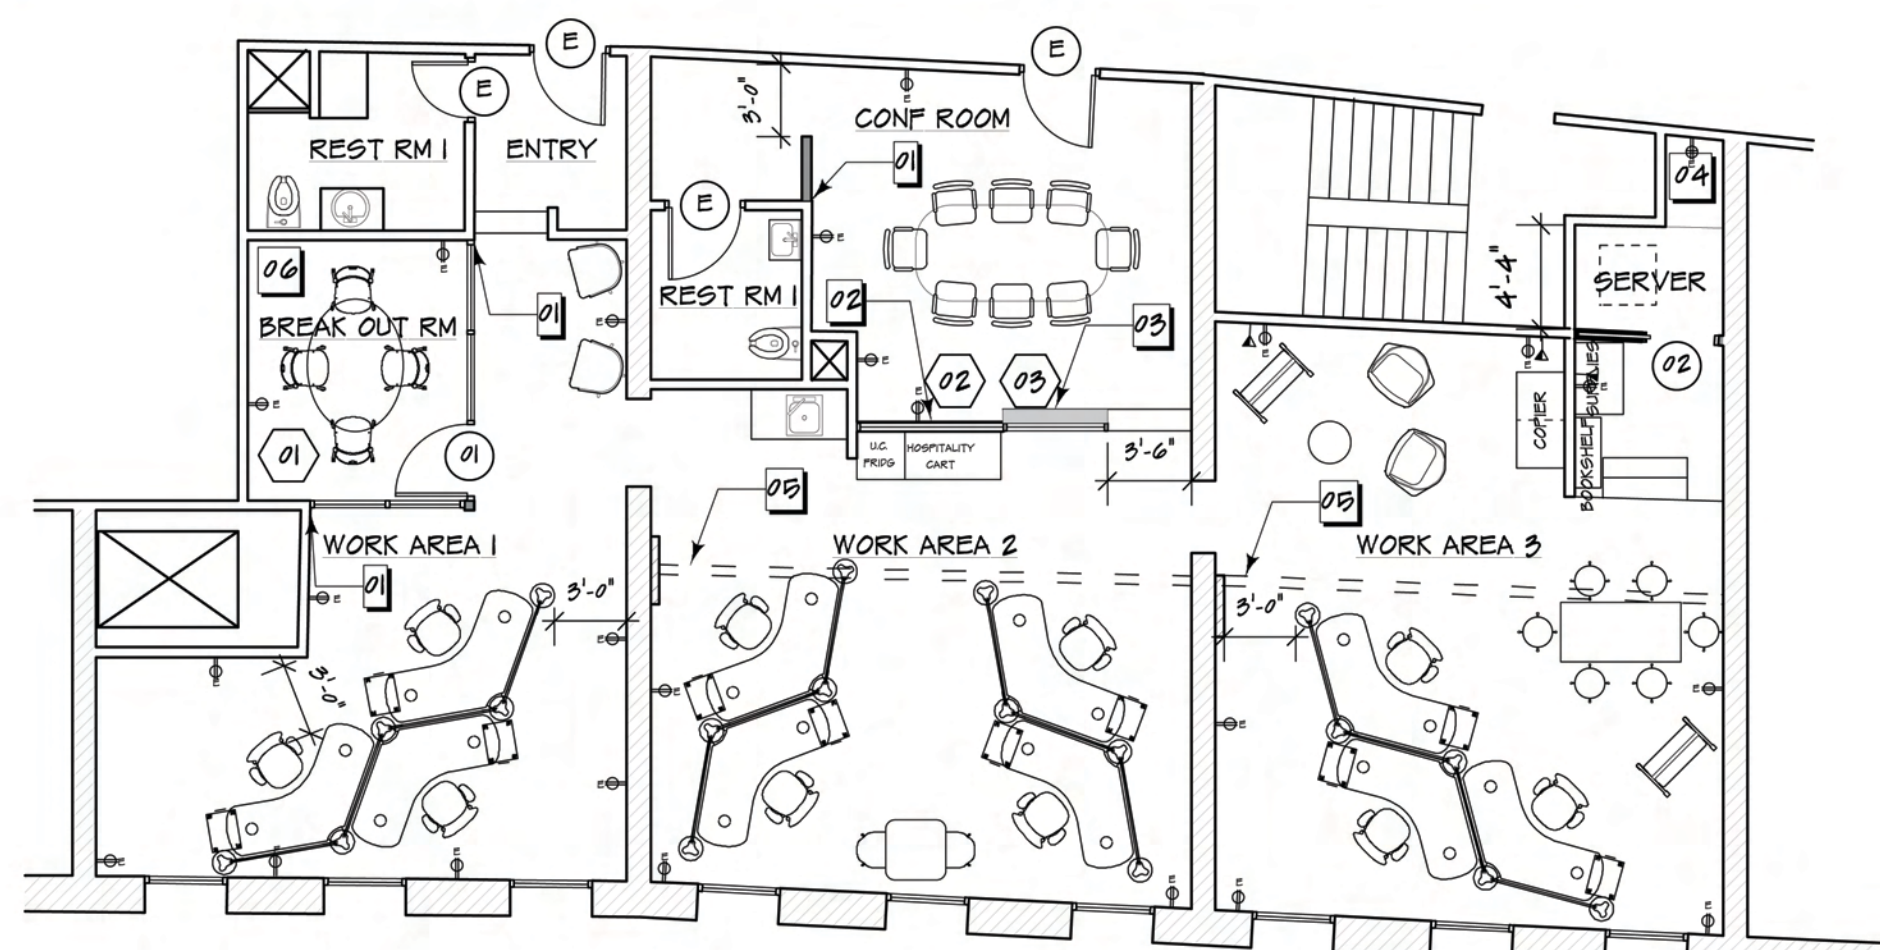 E
E
E
3'-0"
CONF ROOM
REST RM 1
ENTRY
01
04
E
E
E
E
06
01
REST RM 1
02
03
4'-4"
SERVER
BREAK OUT RM
E
E
E
E
02
03
02
E
E
E
E
COPIER
BOOKSHELF
SUPPLIES
01
01
U.C.
FRIDG
HOSPITALITY
CART
3'-6"
05
05
WORK AREA 1
WORK AREA 2
WORK AREA 3
01
E
3'-0"
3'-0"
3'-0"
E
E
E
E
E
E
E
E
E
E
E
E
E
E